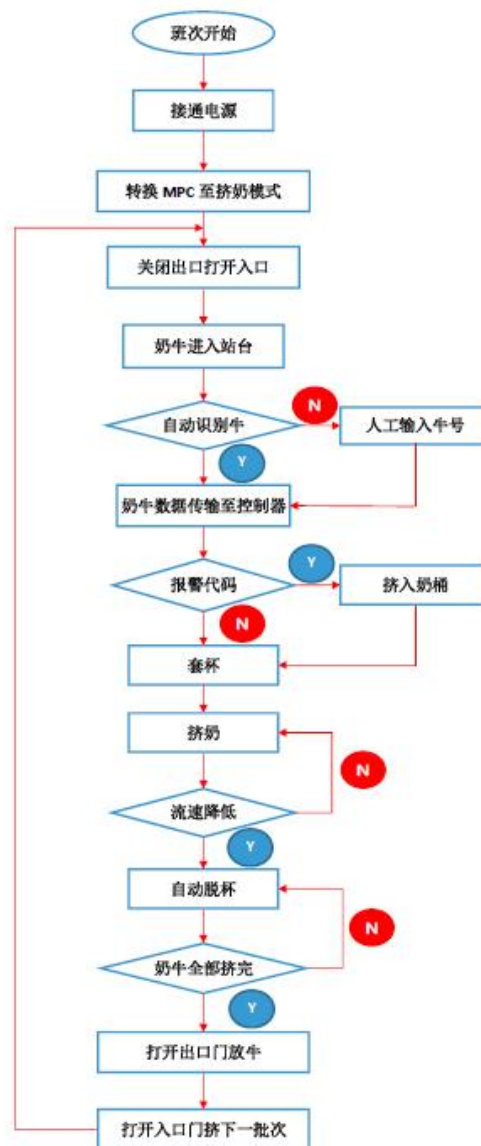 班次开始
接通电源
转换 MPC 至挤奶模式
关闭出口打开入口
奶牛进入站台
自动识别牛
N
人工输入牛号
Y
奶牛数据传输至控制器
报警代码
Y
挤入奶桶
N
套杯
挤奶
N
流速降低
Y
自动脱杯
N
奶牛全部挤完
Y
打开出口门放牛
打开入口门挤下一批次